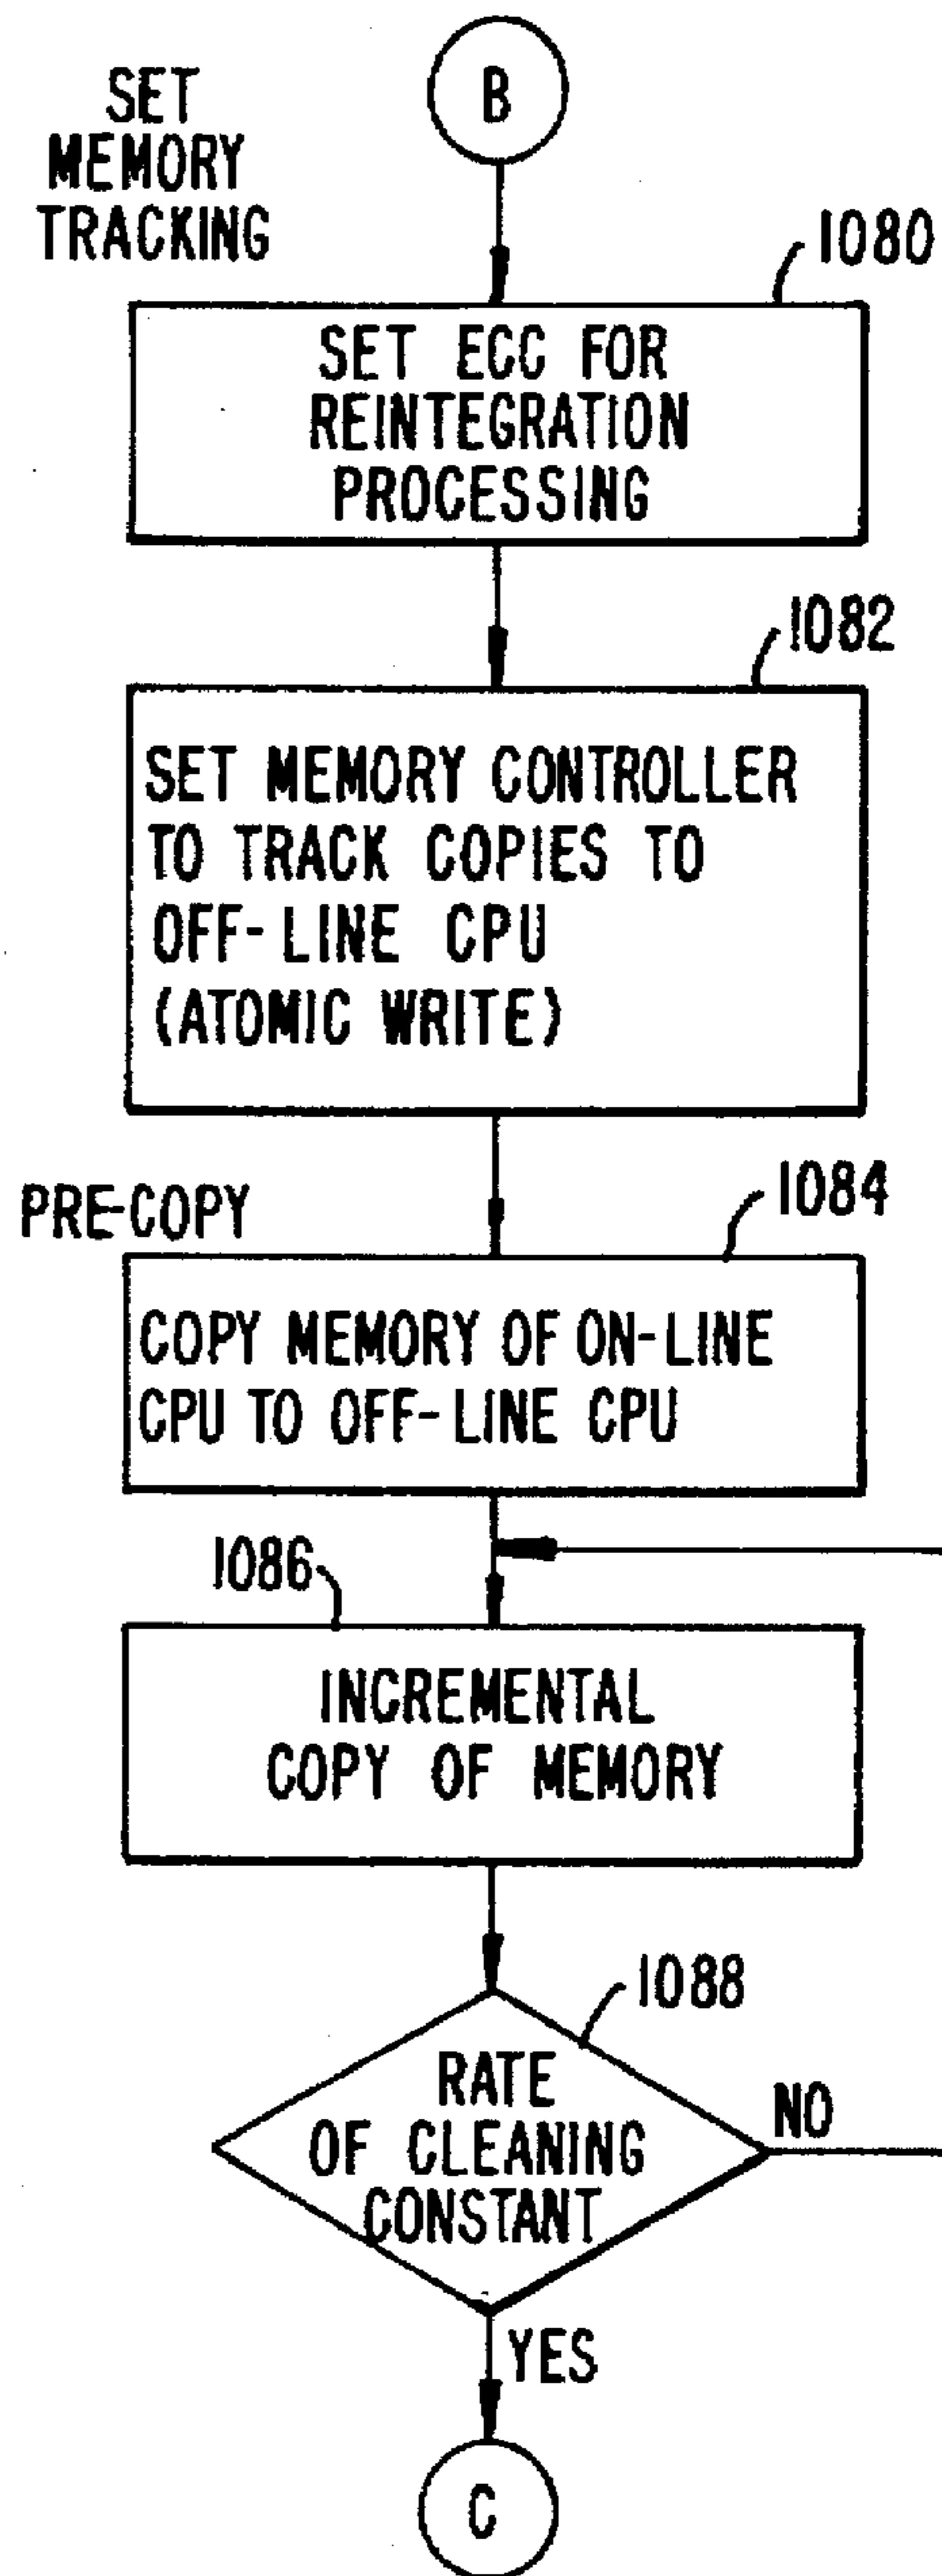 B
SET
MEMORY
TRACKING
1080
SET ECC FOR
REINTEGRATION
PROCESSING
1082
SET MEMORY CONTROLLER
TO TRACK COPIES TO
OFF-LINE CPU
(ATOMIC WRITE)
PRE-COPY
1084
COPY MEMORY OF ON-LINE
CPU TO OFF-LINE CPU
1086
INCREMENTAL
COPY OF MEMORY
1088
RATE
OF CLEANING
CONSTANT
NO
YES
C